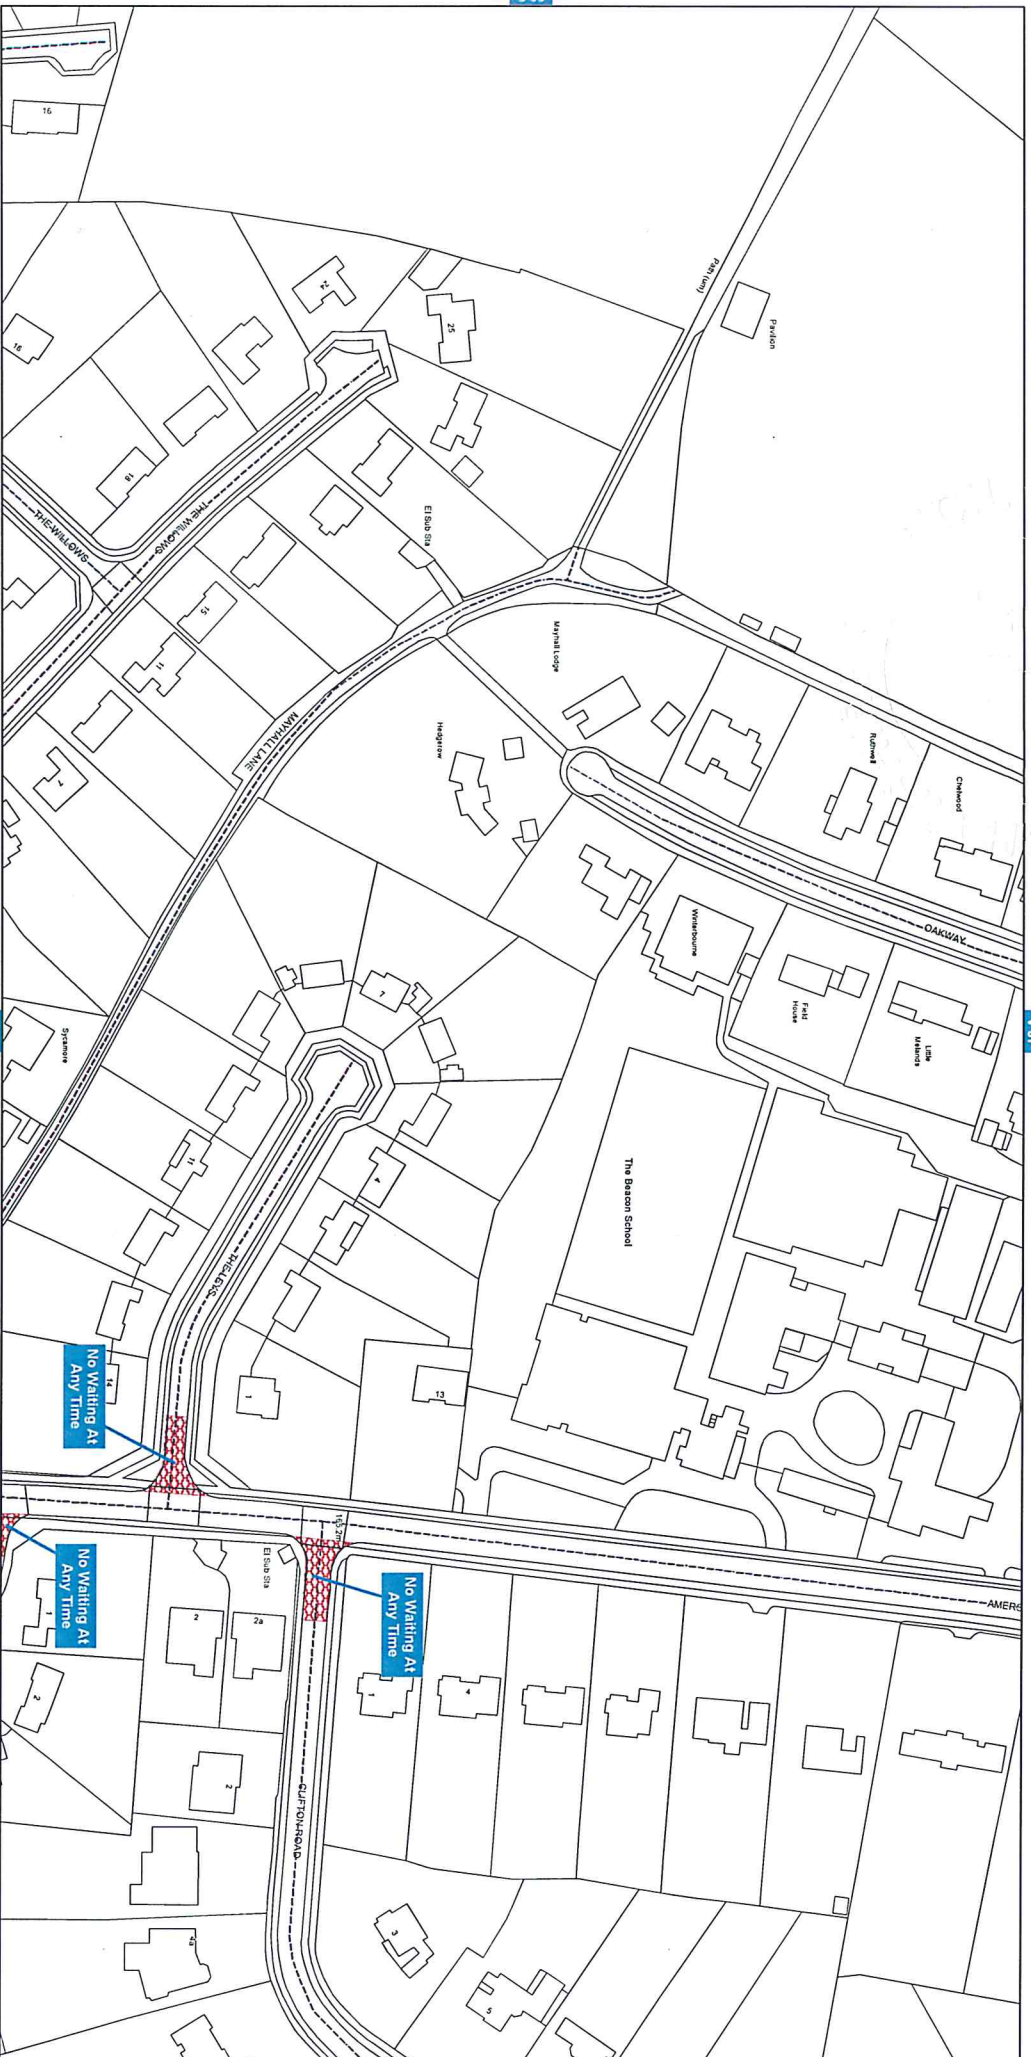 16
Path (um)
Pavilion
24
25
16
18
El Sub Sta
THE WILLOWS
THE WILLOWS
15
11
7
Mayhall Lodge
MAYHALL LANE
Hedgerow
Ruthwell
Chetwood
OAKWAY
Winterbourne
Field
House
Little
Melands
Sycamore
7
11
4
The Beacon School
THE LEYS
14
1
13
No Waiting At
Any Time
163.2m
El Sub Sta
No Waiting At
Any Time
No Waiting At
Any Time
AMERS
1
2
2a
2
2
1
4
CLIFTON ROAD
3
4a
5